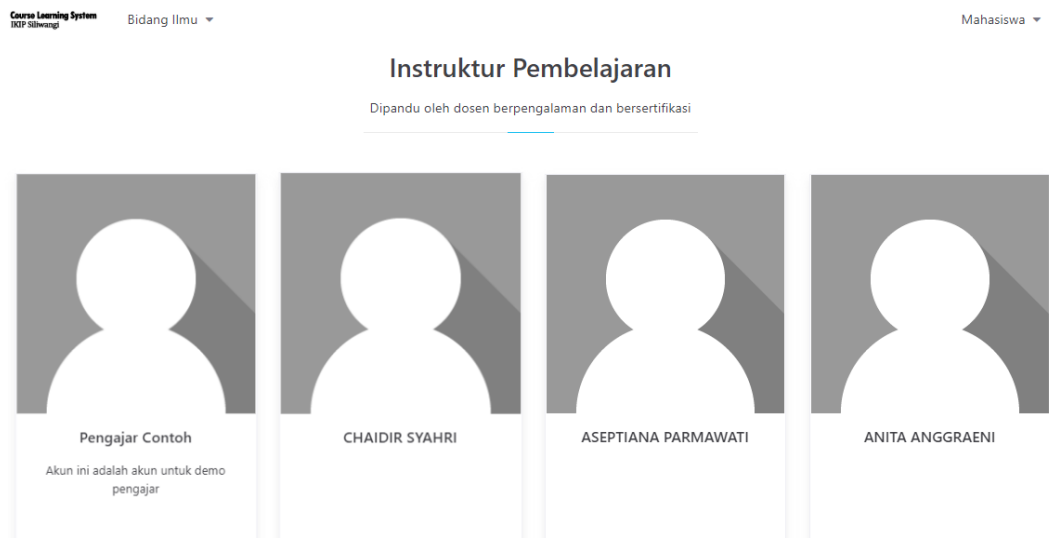 Course Learning System
IKIP Siliwangi
Bidang Ilmu
Mahasiswa
Instruktur Pembelajaran
Dipandu oleh dosen berpengalaman dan bersertifikasi
Pengajar Contoh
Akun ini adalah akun untuk demo
pengajar
CHAIDIR SYAHRI
ASEPTIANA PARMAWATI
ANITA ANGGRAENI